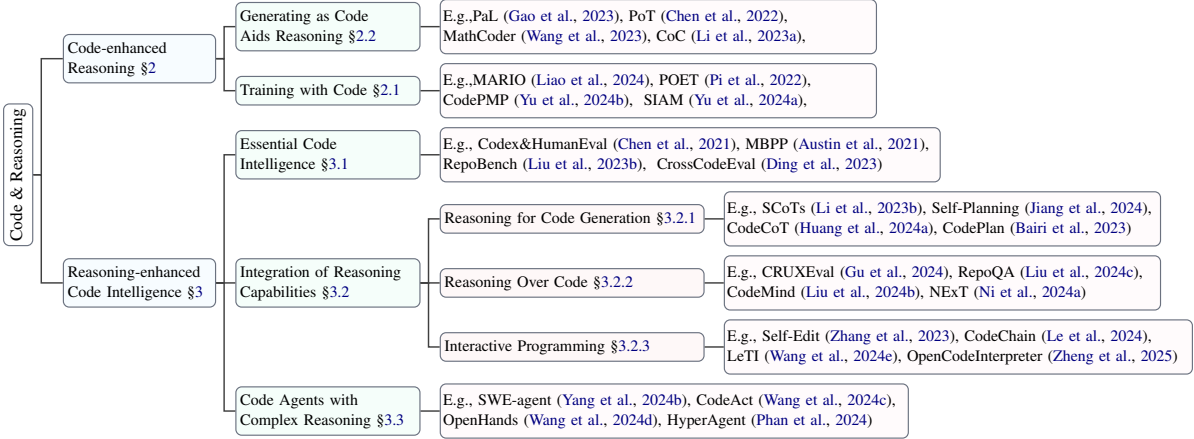 Code & Reasoning
Code-enhanced
Reasoning §2
Generating as Code
Aids Reasoning §2.2
E.g.,PaL (Gao et al., 2023), PoT (Chen et al., 2022),
MathCoder (Wang et al., 2023), CoC (Li et al., 2023a),
Training with Code §2.1
E.g.,MARIO (Liao et al., 2024), POET (Pi et al., 2022),
CodePMP (Yu et al., 2024b), SIAM (Yu et al., 2024a),
Reasoning-enhanced
Code Intelligence §3
Essential Code
Intelligence §3.1
E.g., Codex&HumanEval (Chen et al., 2021), MBPP (Austin et al., 2021),
RepoBench (Liu et al., 2023b), CrossCodeEval (Ding et al., 2023)
Integration of Reasoning
Capabilities §3.2
Reasoning for Code Generation §3.2.1
E.g., SCoTs (Li et al., 2023b), Self-Planning (Jiang et al., 2024),
CodeCoT (Huang et al., 2024a), CodePlan (Bairi et al., 2023)
Reasoning Over Code §3.2.2
E.g., CRUXEval (Gu et al., 2024), RepoQA (Liu et al., 2024c),
CodeMind (Liu et al., 2024b), NExT (Ni et al., 2024a)
Interactive Programming §3.2.3
E.g., Self-Edit (Zhang et al., 2023), CodeChain (Le et al., 2024),
LeTI (Wang et al., 2024e), OpenCodeInterpreter (Zheng et al., 2025)
Code Agents with
Complex Reasoning §3.3
E.g., SWE-agent (Yang et al., 2024b), CodeAct (Wang et al., 2024c),
OpenHands (Wang et al., 2024d), HyperAgent (Phan et al., 2024)